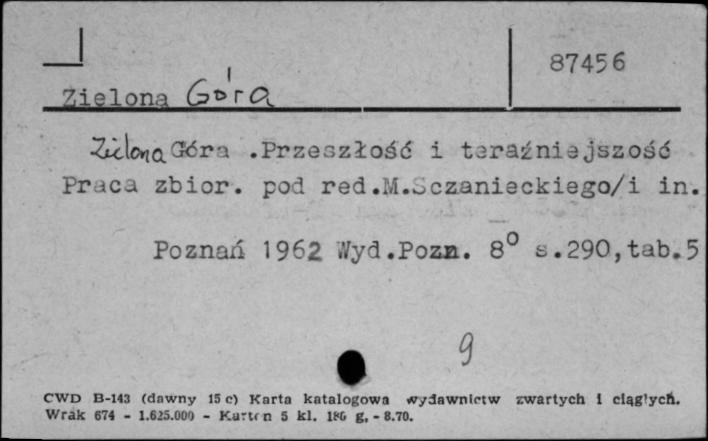 87456
Zielona Góra
Zielona Góra .Przeszłość i teraźniejszość
Praca zbior. pod red.M.Sczanieckiego/i in.
Poznań 1962 Wyd.Pozn. 8° s.290,tab.5
9
CWD B-143 (dawny 15 c) Karta katalogowa wydawnictw zwartych i ciągłych.
Wrak 674 - 1.625.000 - Karton 5 kl. 180 g. - 8.70.